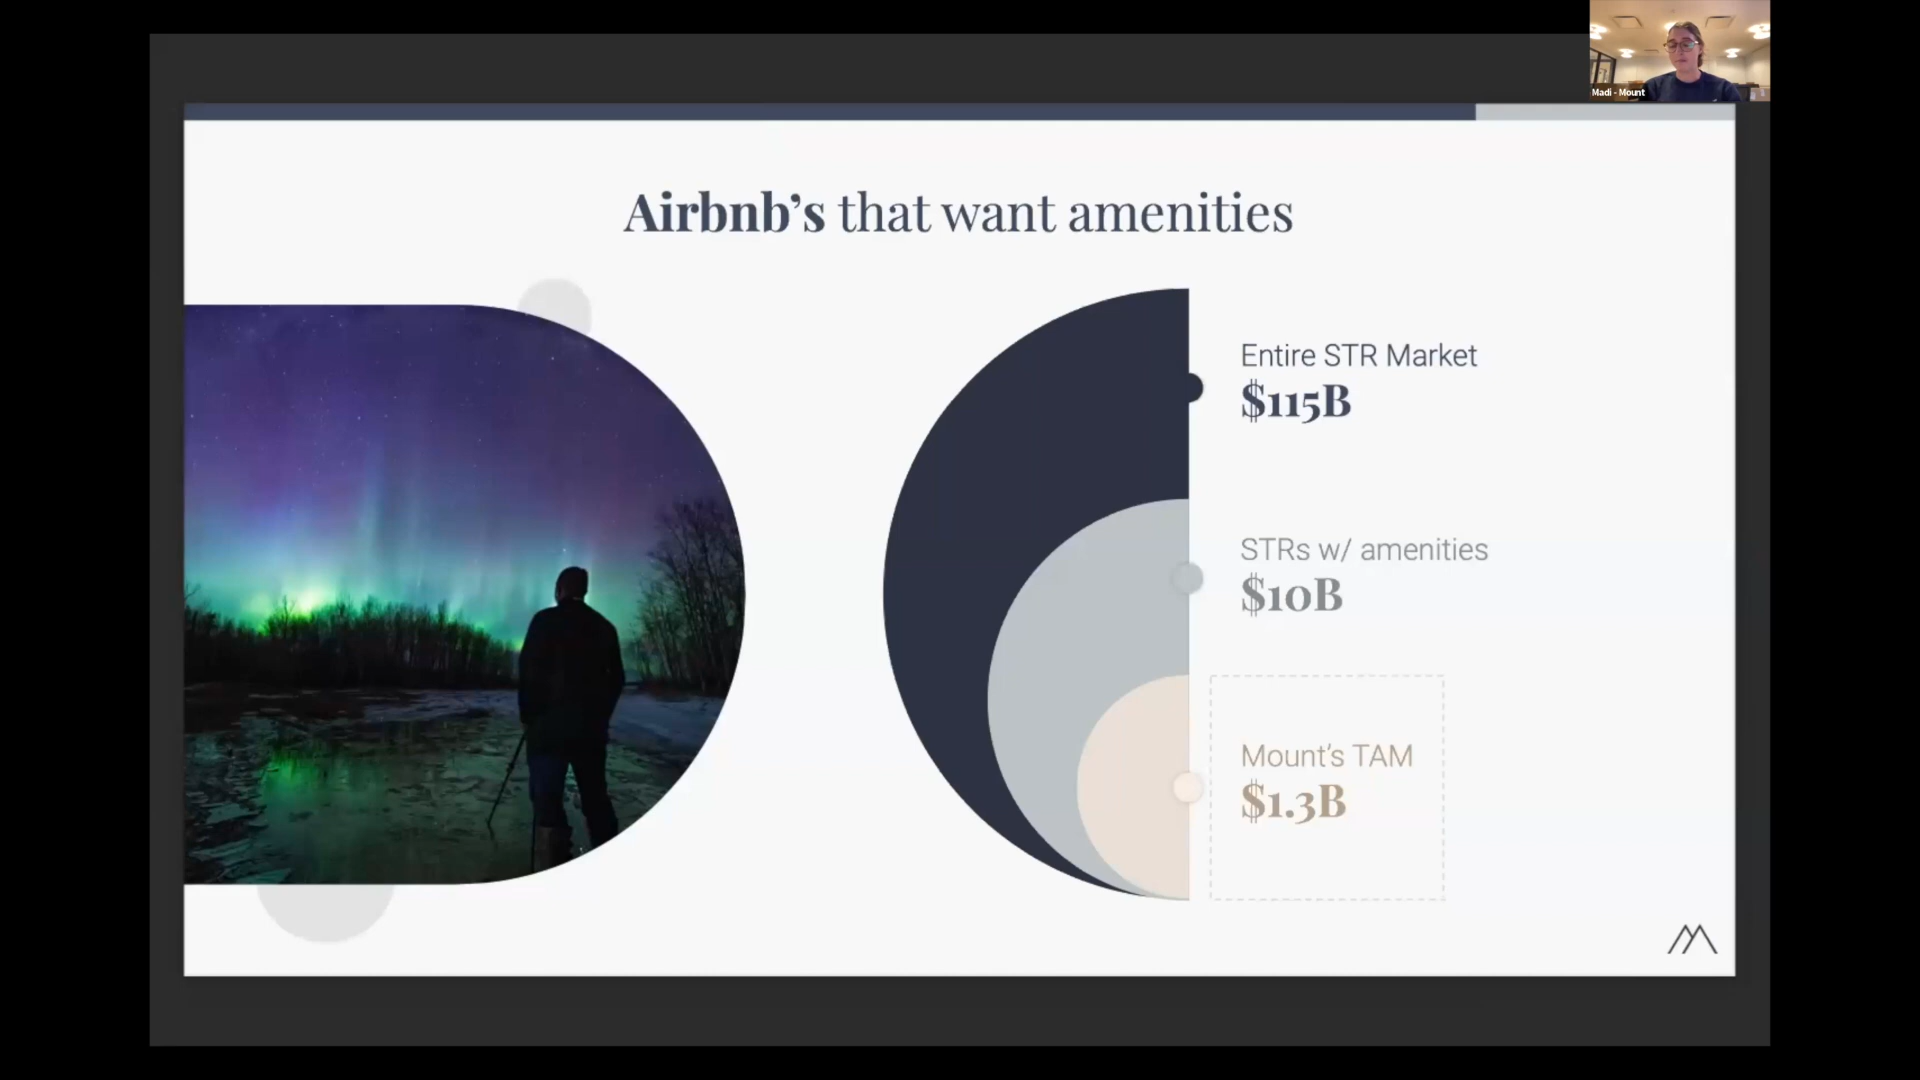 Madi - Mount
Airbnb's that want amenities
Entire STR Market
$115B
STRs w/ amenities
$10B
Mount's TAM
$1.3B